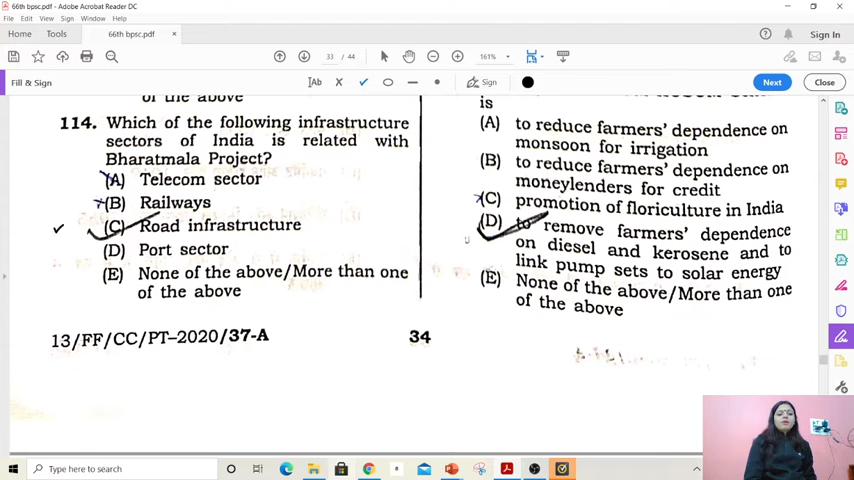 66th bpsc.pdf - Adobe Acrobat Reader DC
File Edit View Sign Window Help
Home Tools 66th bpsc.pdf × Sign In
33 / 44 161%
Fill & Sign Ab Sign Next Close
of the above
114. Which of the following infrastructure
sectors of India is related with
Bharatmala Project?
(A) Telecom sector
(B) Railways
(C) Road infrastructure
(D) Port sector
(E) None of the above/More than one
of the above
is
(A) to reduce farmers' dependence on
monsoon for irrigation
(B) to reduce farmers' dependence on
moneylenders for credit
(C) promotion of floriculture in India
(D) to remove farmers' dependence
on diesel and kerosene and to
link pump sets to solar energy
(E) None of the above/More than one
of the above
13/FF/CC/PT–2020/37-A 34
Type here to search